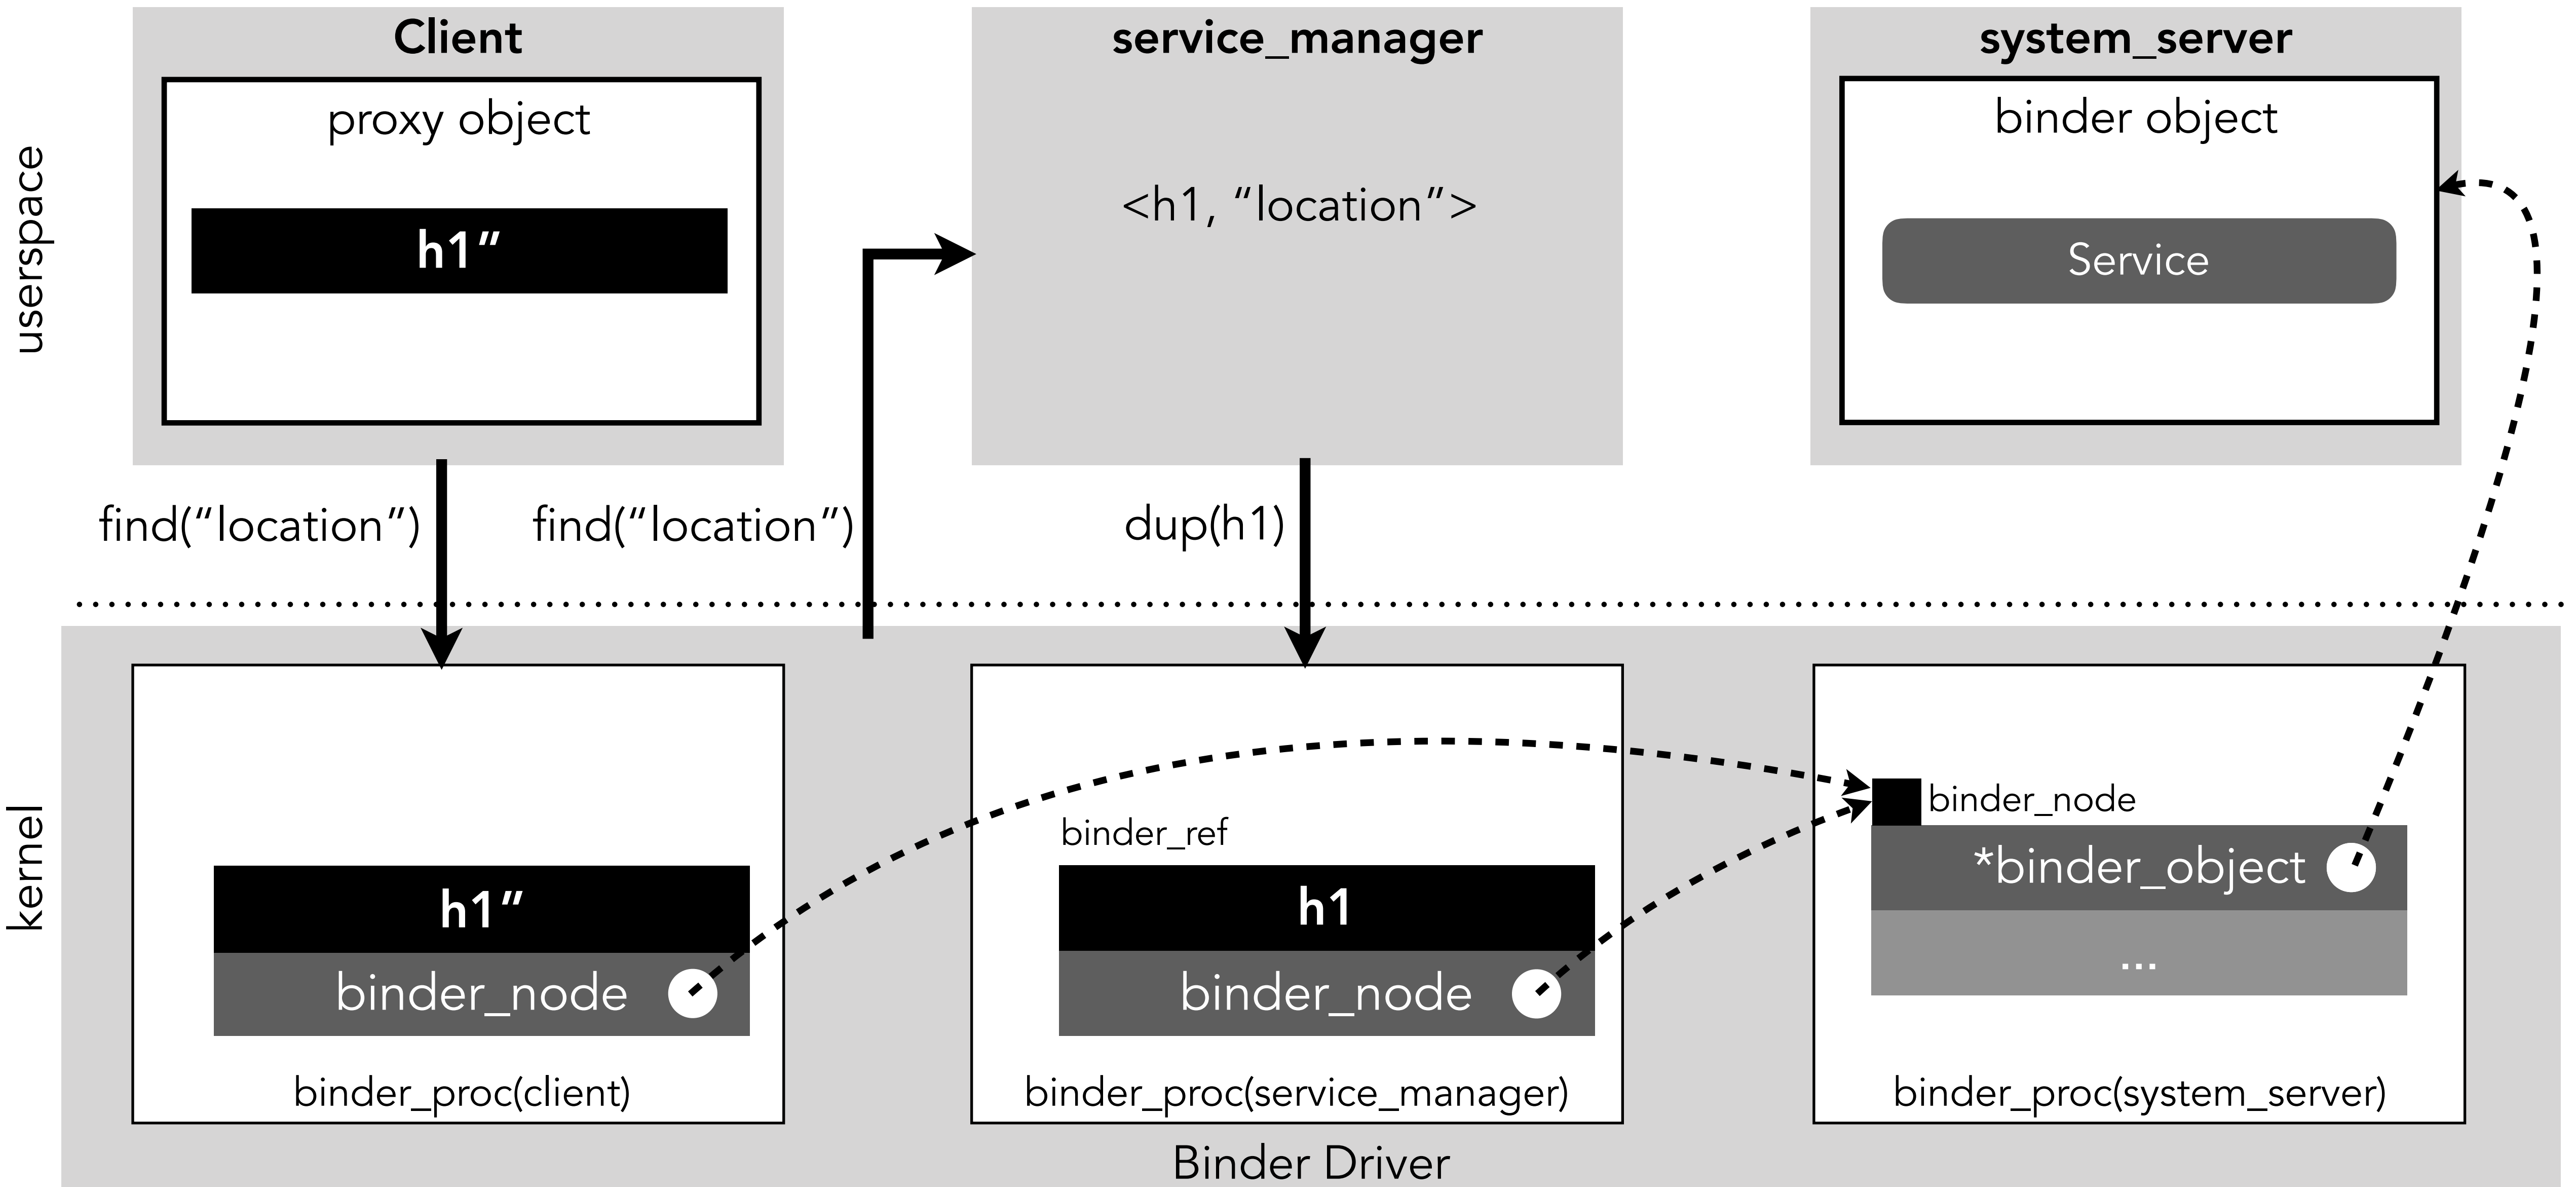 Client
service_manager
system_server
proxy object
binder object
<h1, “location”>
h1”
Service
userspace
find(“location”)
find(“location”)
dup(h1)
binder_node
binder_ref
*binder_object
h1”
h1
kernel
...
binder_node
binder_node
binder_proc(client)
binder_proc(service_manager)
binder_proc(system_server)
Binder Driver